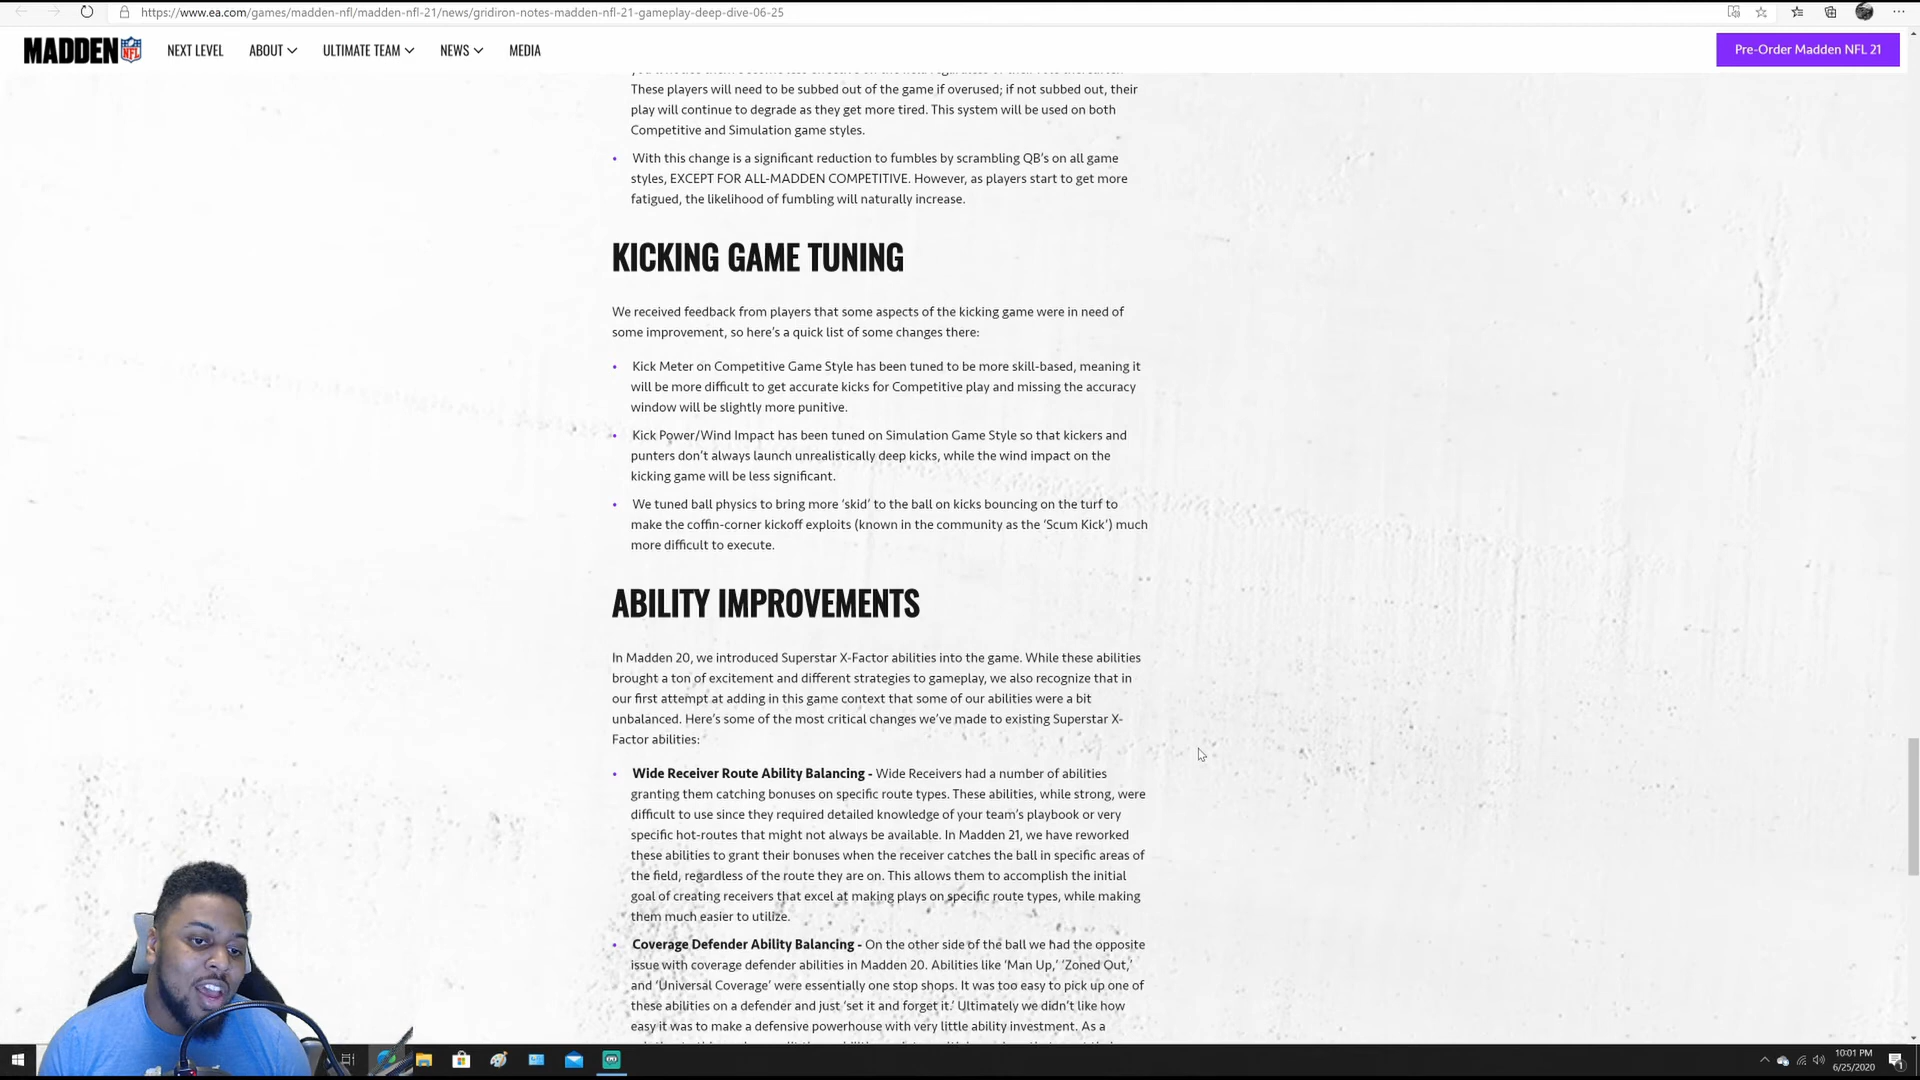 https://www.ea.com/games/madden-nfl/madden-nfl-21/news/gridiron-notes-madden-nfl-21-gameplay-deep-dive-06-25
MADDEN NFL NEXT LEVEL ABOUT ULTIMATE TEAM NEWS MEDIA Pre-Order Madden NFL 21
These players will need to be subbed out of the game if overused; if not subbed out, their
play will continue to degrade as they get more tired. This system will be used on both
Competitive and Simulation game styles.
• With this change is a significant reduction to fumbles by scrambling QB's on all game
styles, EXCEPT FOR ALL-MADDEN COMPETITIVE. However, as players start to get more
fatigued, the likelihood of fumbling will naturally increase.
KICKING GAME TUNING
We received feedback from players that some aspects of the kicking game were in need of
some improvement, so here's a quick list of some changes there:
• Kick Meter on Competitive Game Style has been tuned to be more skill-based, meaning it
will be more difficult to get accurate kicks for Competitive play and missing the accuracy
window will be slightly more punitive.
• Kick Power/Wind Impact has been tuned on Simulation Game Style so that kickers and
punters don't always launch unrealistically deep kicks, while the wind impact on the
kicking game will be less significant.
• We tuned ball physics to bring more 'skid' to the ball on kicks bouncing on the turf to
make the coffin-corner kickoff exploits (known in the community as the 'Scum Kick') much
more difficult to execute.
ABILITY IMPROVEMENTS
In Madden 20, we introduced Superstar X-Factor abilities into the game. While these abilities
brought a ton of excitement and different strategies to gameplay, we also recognize that in
our first attempt at adding in this game context that some of our abilities were a bit
unbalanced. Here's some of the most critical changes we've made to existing Superstar X-
Factor abilities:
• Wide Receiver Route Ability Balancing - Wide Receivers had a number of abilities
granting them catching bonuses on specific route types. These abilities, while strong, were
difficult to use since they required detailed knowledge of your team's playbook or very
specific hot-routes that might not always be available. In Madden 21, we have reworked
these abilities to grant their bonuses when the receiver catches the ball in specific areas of
the field, regardless of the route they are on. This allows them to accomplish the initial
goal of creating receivers that excel at making plays on specific route types, while making
them much easier to utilize.
• Coverage Defender Ability Balancing - On the other side of the ball we had the opposite
issue with coverage defender abilities in Madden 20. Abilities like 'Man Up,' 'Zoned Out,'
and 'Universal Coverage' were essentially one stop shops. It was too easy to pick up one of
these abilities on a defender and just 'set it and forget it.' Ultimately we didn't like how
easy it was to make a defensive powerhouse with very little ability investment. As a
10:01 PM
6/25/2020